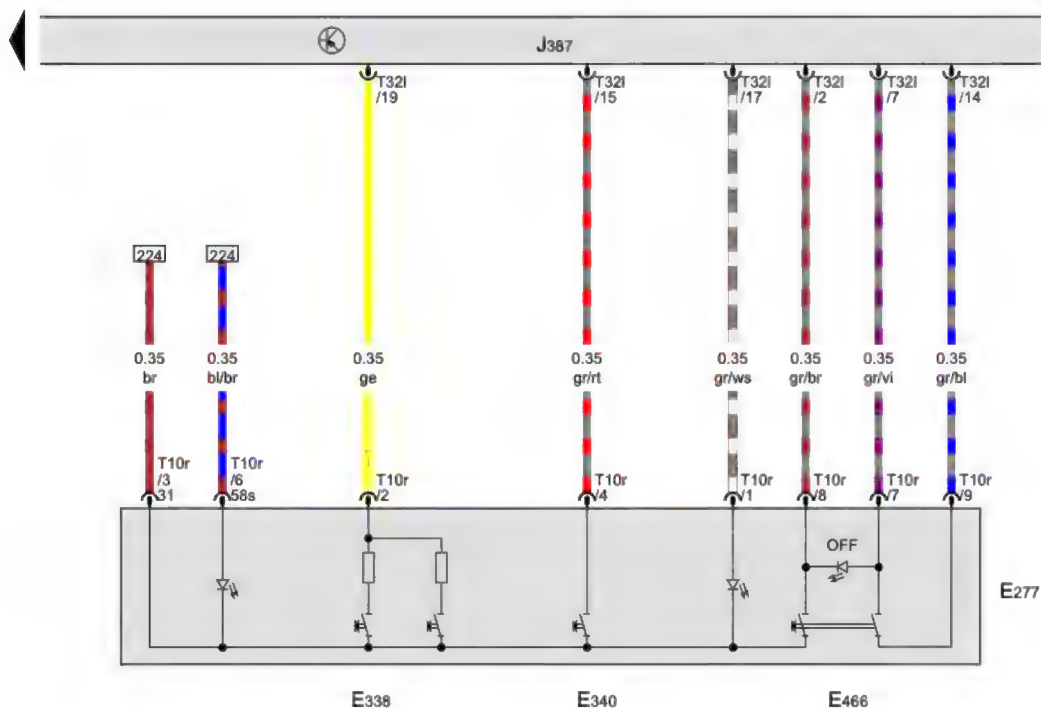 J387
T32l /19
T32l /15
T32l /17
T32l /2
T32l /7
T32l /14
224
224
0.35 br
0.35 bl/br
0.35 ge
0.35 gr/rt
0.35 gr/ws
0.35 gr/br
0.35 gr/vi
0.35 gr/bl
T10r /3 31
T10r /6 58s
T10r /2
T10r /4
T10r /1
T10r /8
T10r /7
T10r /9
OFF
E277
E338
E340
E466